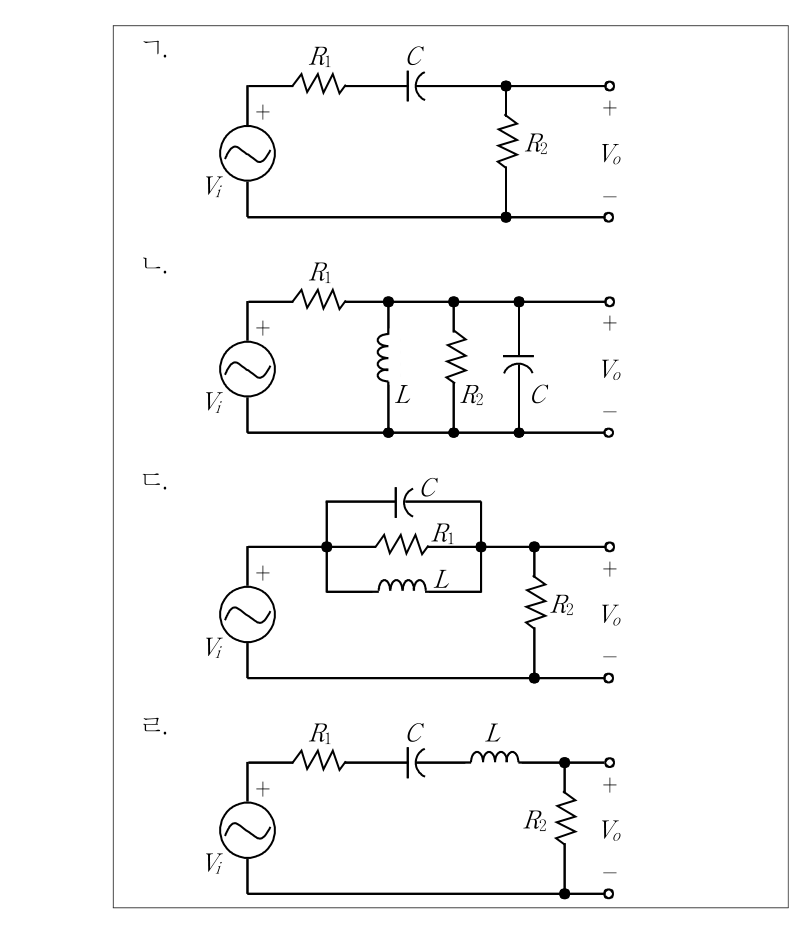 ㄱ.
R₁ C
+
Vᵢ
R₂
+
Vₒ
−
ㄴ.
R₁
+
Vᵢ
L
R₂
C
+
Vₒ
−
ㄷ.
C
R₁
L
+
Vᵢ
R₂
+
Vₒ
−
ㄹ.
R₁ C L
+
Vᵢ
R₂
+
Vₒ
−